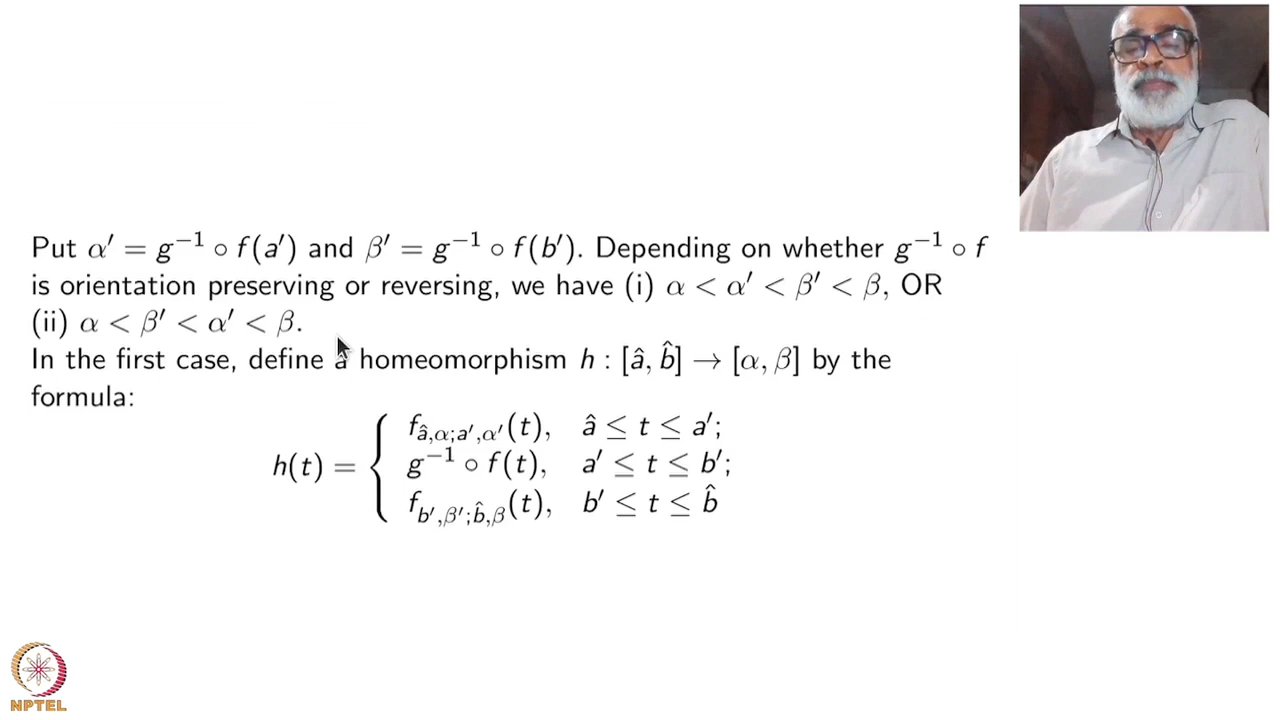 Put α′ = g⁻¹ ∘ f(a′) and β′ = g⁻¹ ∘ f(b′). Depending on whether g⁻¹ ∘ f
is orientation preserving or reversing, we have (i) α < α′ < β′ < β, OR
(ii) α < β′ < α′ < β.
In the first case, define a homeomorphism h : [â, b̂] → [α, β] by the
formula:
h(t) = { f_{â,α;a′,α′}(t), â ≤ t ≤ a′;
g⁻¹ ∘ f(t), a′ ≤ t ≤ b′;
f_{b′,β′;b̂,β}(t), b′ ≤ t ≤ b̂
NPTEL